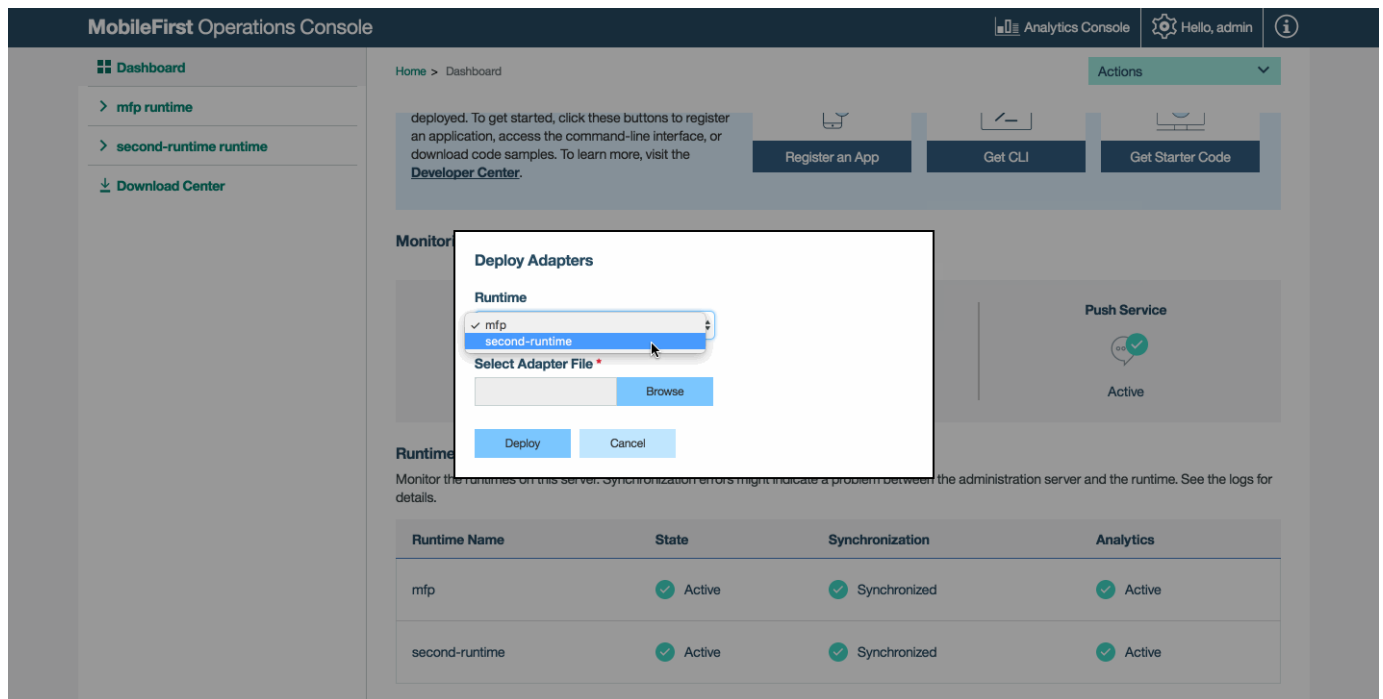 MobileFirst Operations Console
Analytics Console
Hello, admin
Dashboard
mfp runtime
second-runtime runtime
Download Center
Home > Dashboard
Actions
deployed. To get started, click these buttons to register
an application, access the command-line interface, or
download code samples. To learn more, visit the
Developer Center.
Register an App
Get CLI
Get Starter Code
Monitori
Deploy Adapters
Runtime
✓ mfp
second-runtime
Select Adapter File *
Browse
Deploy
Cancel
Push Service
Active
Runtime
Monitor the runtimes on this server. Synchronization errors might indicate a problem between the administration server and the runtime. See the logs for
details.
Runtime Name State Synchronization Analytics
mfp Active Synchronized Active
second-runtime Active Synchronized Active